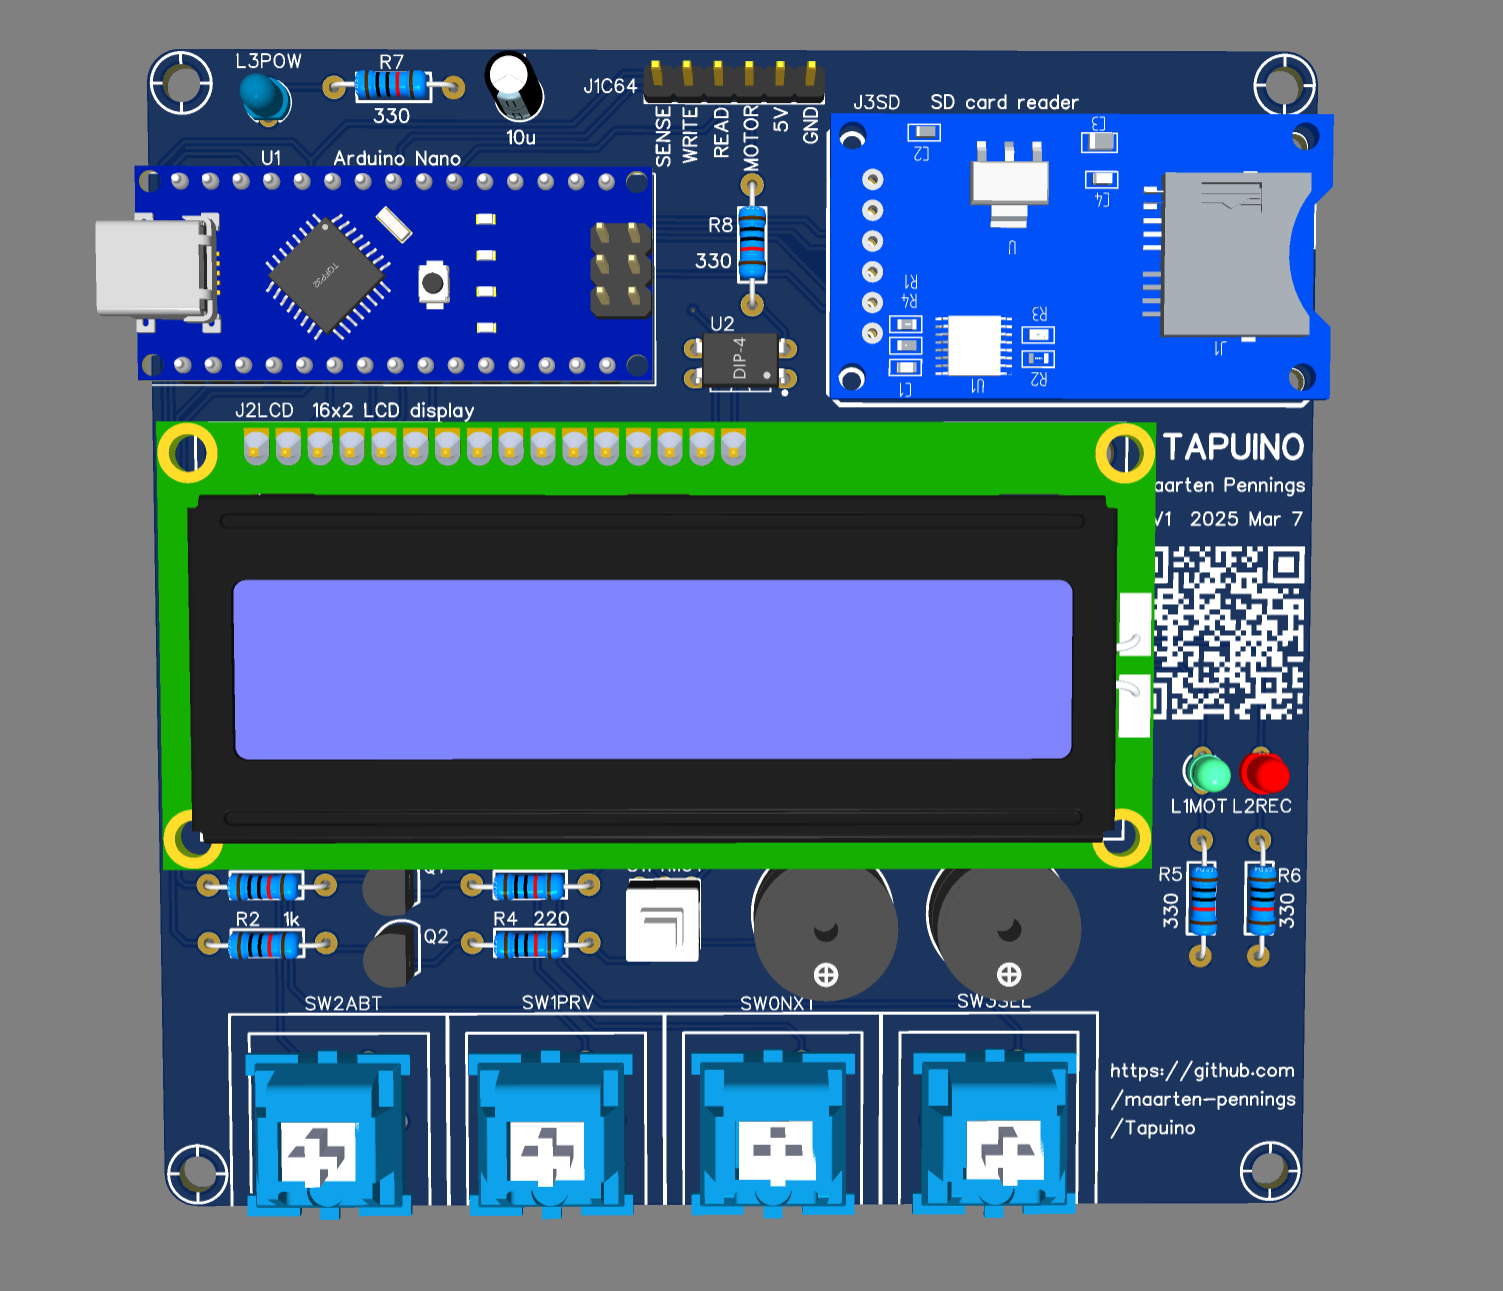 L3POW
R7
330
10u
J1C64
SENSE
WRITE
READ
MOTOR
5V
GND
J3SD SD card reader
U1 Arduino Nano
TQFP32
R8
330
U2
DIP-4
C2
C3
C4
U
R1
R4
C1
U1
R3
R2
J1
J2LCD 16x2 LCD display
TAPUINO
Pennings
V1 2025 Mar 7
L1MOT L2REC
R5
330
R6
330
R2 1k
Q2
R4 220
SW2ABT
SW1PRV
SW0NXT
SW3SEL
https://github.com
/maarten-pennings
/Tapuino